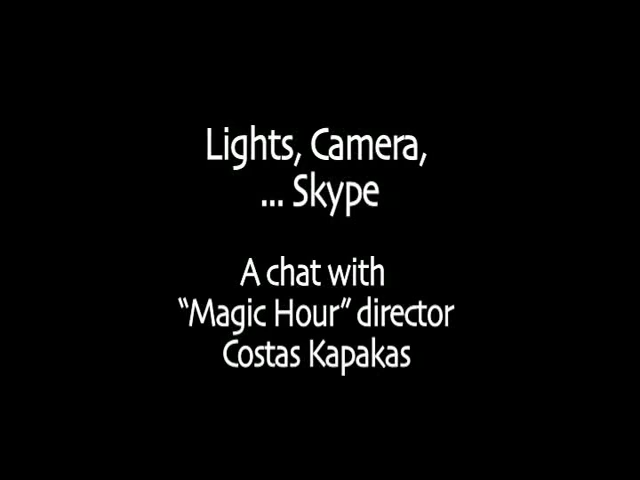 Lights, Camera,
... Skype
A chat with
“Magic Hour” director
Costas Kapakas